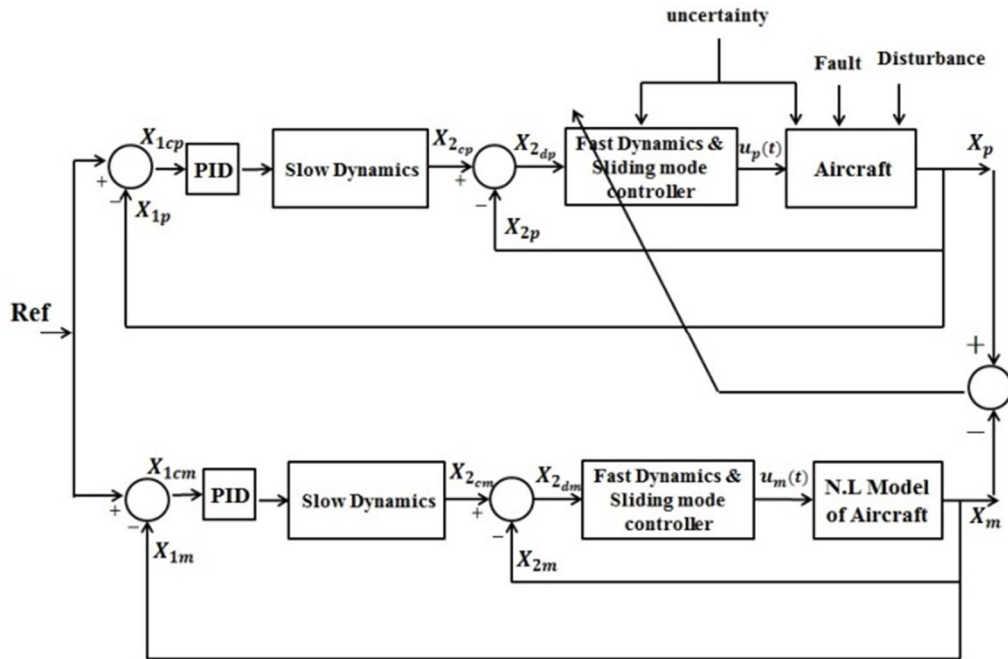 uncertainty
Fault
Disturbance
X₁cp
PID
Slow Dynamics
X₂cp
X₂dp
Fast Dynamics &
Sliding mode
controller
uₚ(t)
Aircraft
Xₚ
+
−
X₁p
+
−
X₂p
Ref
+
−
X₁cm
PID
Slow Dynamics
X₂cm
X₂dm
Fast Dynamics &
Sliding mode
controller
uₘ(t)
N.L Model
of Aircraft
Xₘ
+
−
X₁m
+
−
X₂m